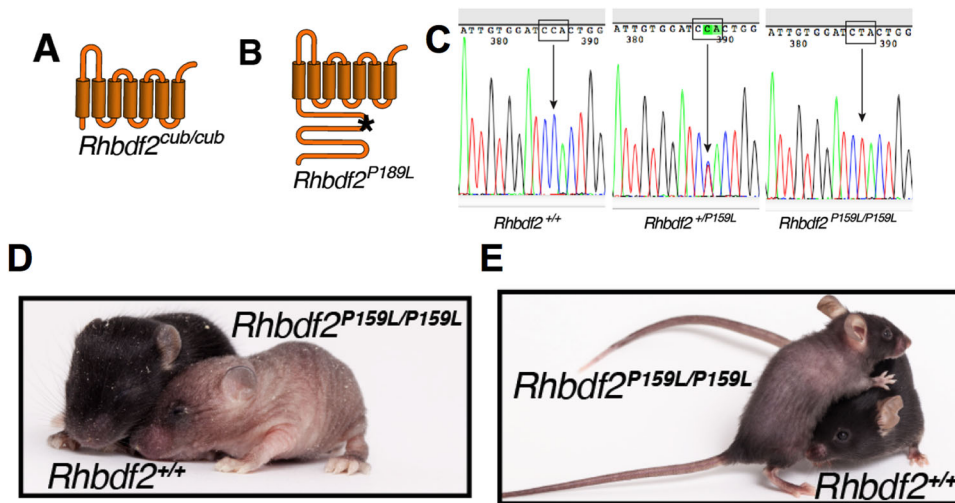 A
Rhbdf2cub/cub
B
Rhbdf2P189L
C
ATTGTGGATCCACTGG
380 390
Rhbdf2+/+
ATTGTGGATCCACTGG
380 390
Rhbdf2+/P159L
ATTGTGGATCTACTGG
380 390
Rhbdf2P159L/P159L
D
Rhbdf2P159L/P159L
Rhbdf2+/+
E
Rhbdf2P159L/P159L
Rhbdf2+/+